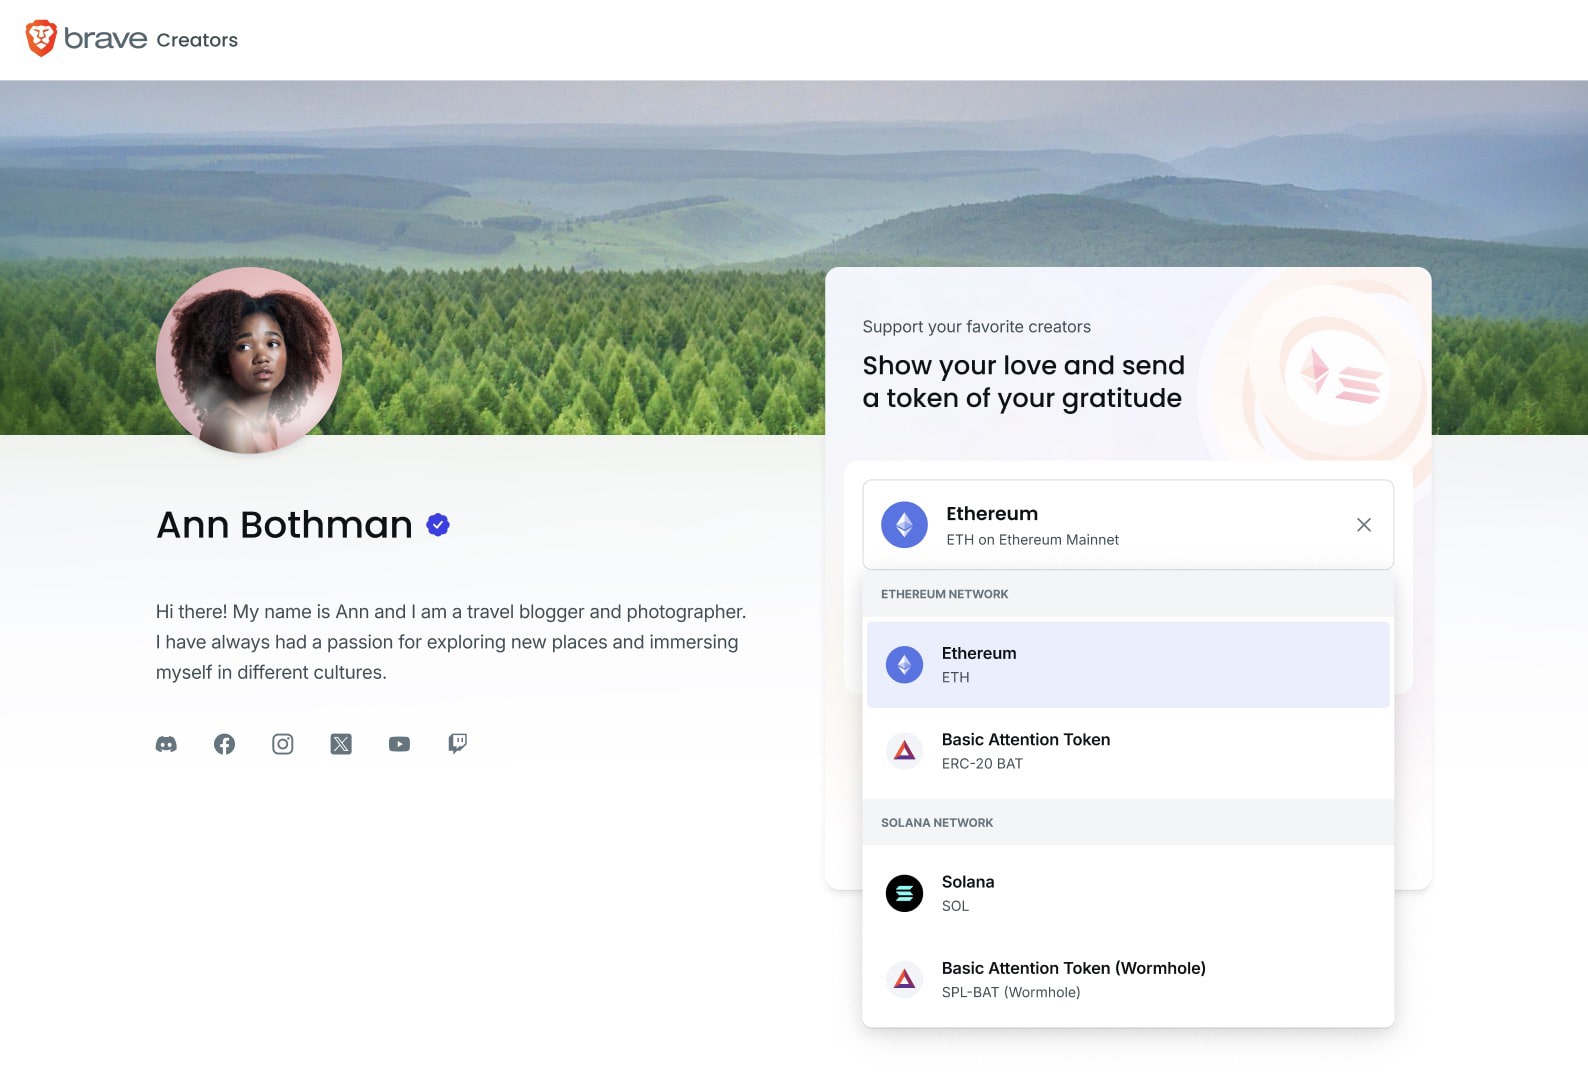 brave Creators
Support your favorite creators
Show your love and send
a token of your gratitude
Ann Bothman
Hi there! My name is Ann and I am a travel blogger and photographer.
I have always had a passion for exploring new places and immersing
myself in different cultures.
Ethereum
ETH on Ethereum Mainnet
ETHEREUM NETWORK
Ethereum
ETH
Basic Attention Token
ERC-20 BAT
SOLANA NETWORK
Solana
SOL
Basic Attention Token (Wormhole)
SPL-BAT (Wormhole)